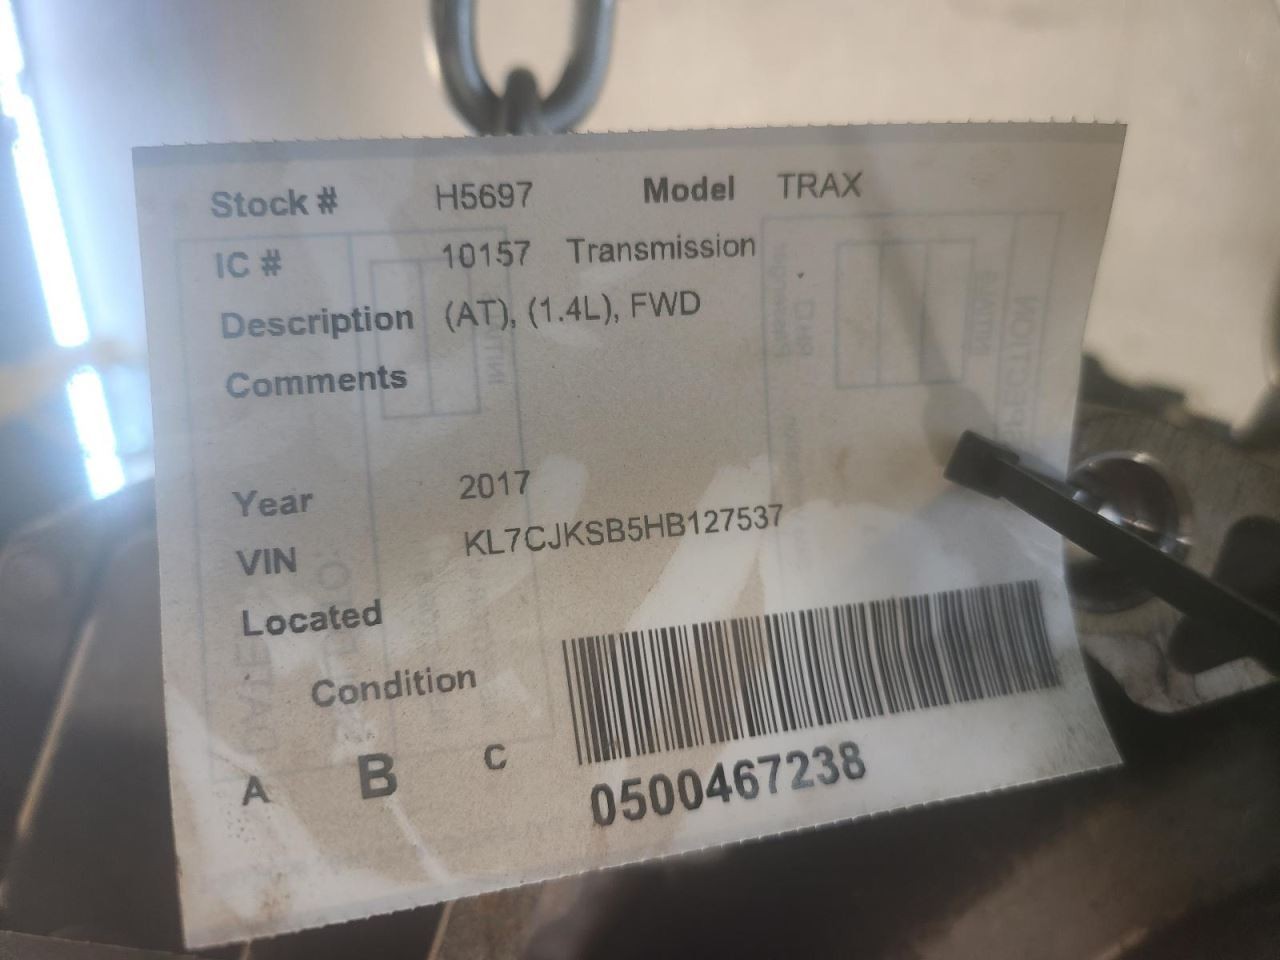 Stock # H5697 Model TRAX
IC # 10157 Transmission
Description (AT), (1.4L), FWD
Comments
Year 2017
VIN KL7CJKSB5HB127537
Located
Condition
A B C
0500467238